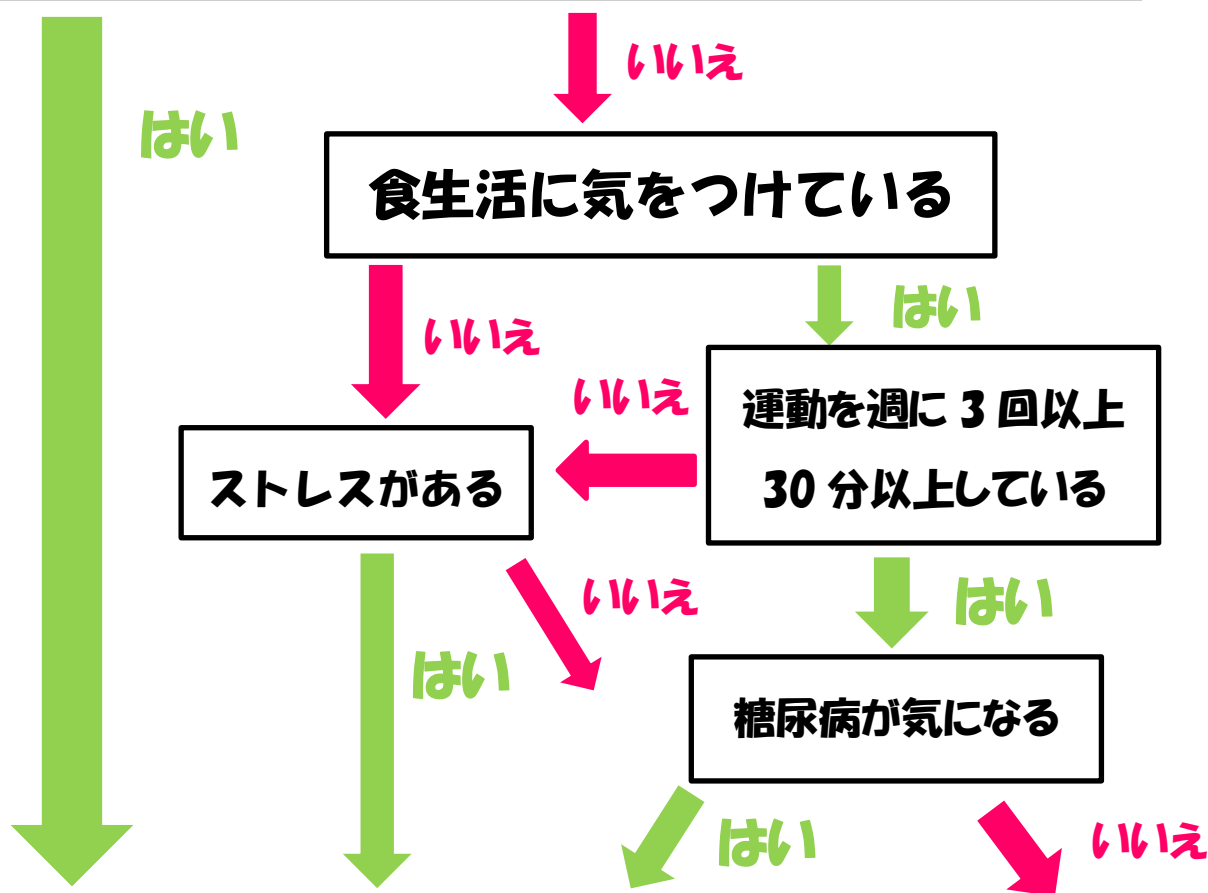 いいえ
はい
食生活に気をつけている
はい
いいえ
いいえ
運動を週に 3 回以上
30 分以上している
ストレスがある
いいえ
はい
はい
糖尿病が気になる
はい
いいえ